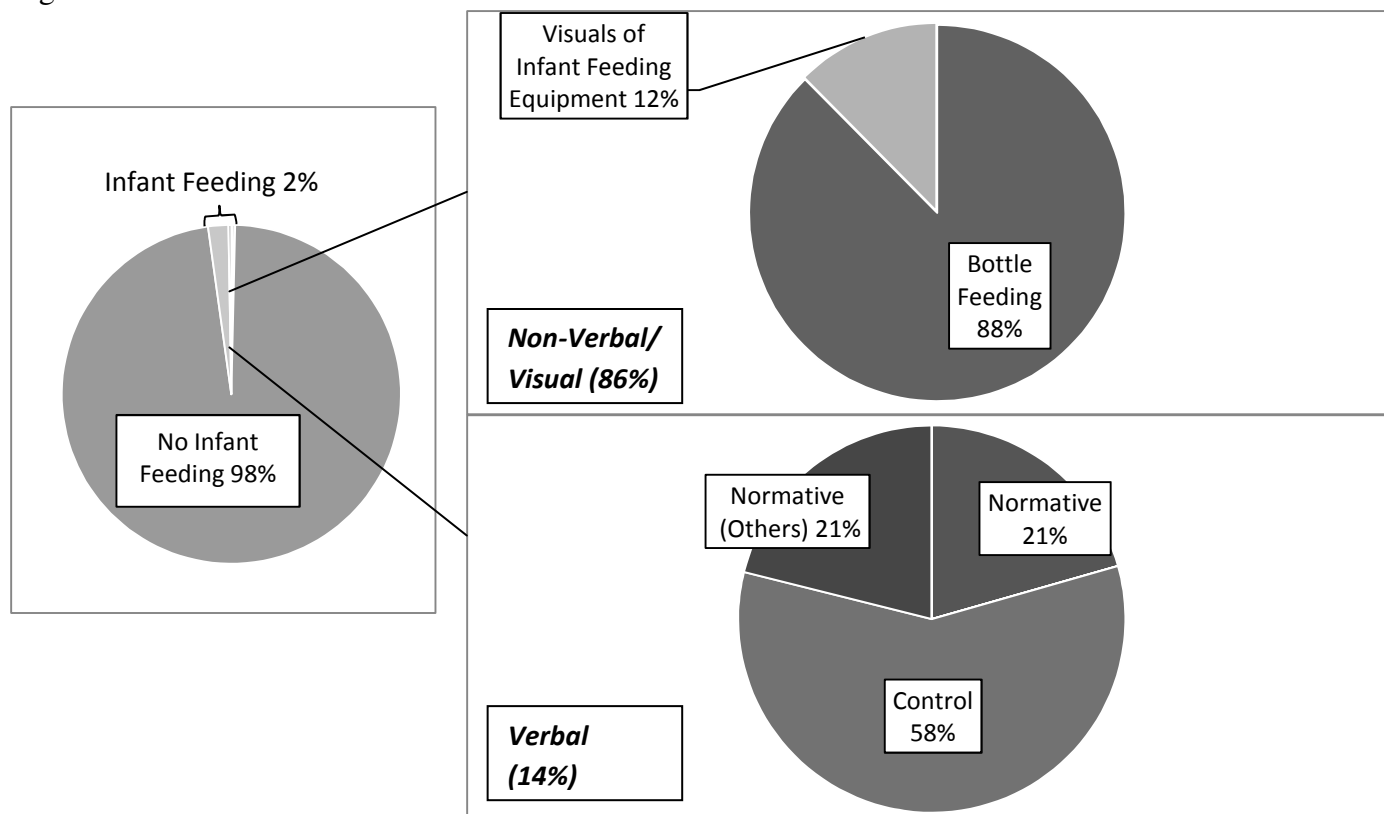 Infant Feeding 2%
No Infant
Feeding 98%
Visuals of
Infant Feeding
Equipment 12%
Bottle
Feeding
88%
Non-Verbal/
Visual (86%)
Normative
(Others) 21%
Normative
21%
Control
58%
Verbal
(14%)